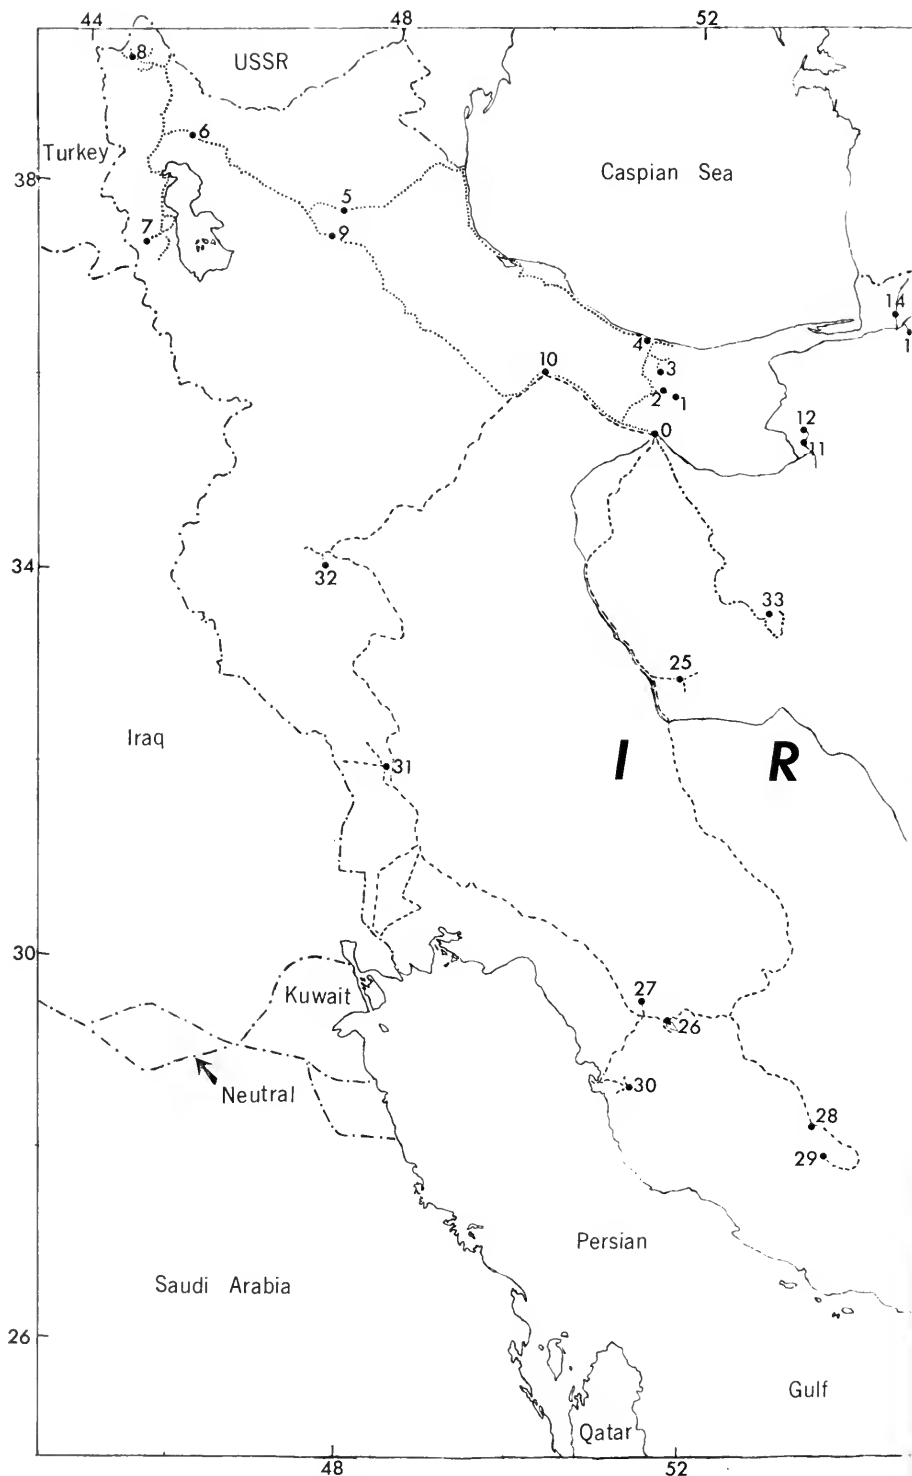 44 48 52
8
USSR
6
Turkey
Caspian Sea
38
5
7
9
14
1
4
10
3
2
1
12
0
11
34
32
33
25
I R
Iraq
31
30
27
Kuwait
26
Neutral
30
28
29
Persian
Saudi Arabia
26
Gulf
Qatar
48 52